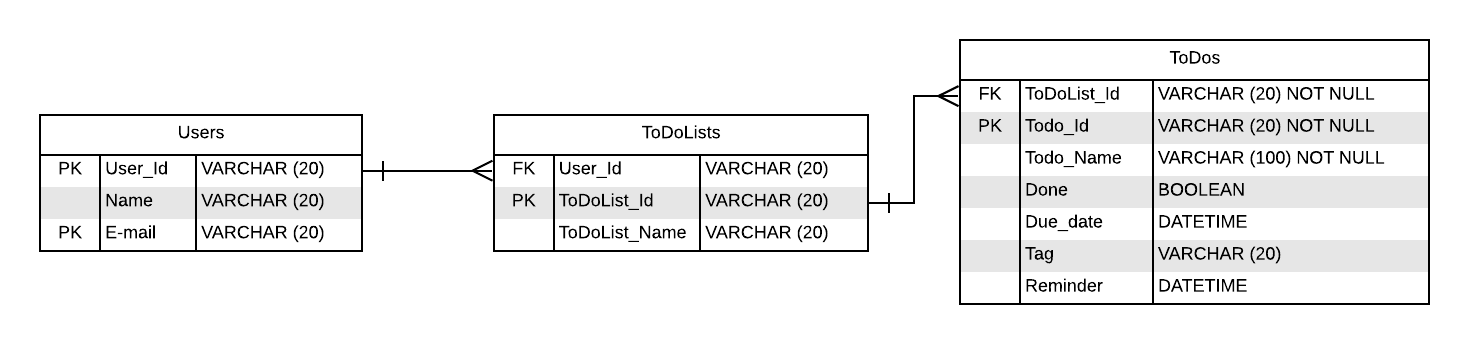 Users
PK User_Id VARCHAR (20)
Name VARCHAR (20)
PK E-mail VARCHAR (20)
ToDoLists
FK User_Id VARCHAR (20)
PK ToDoList_Id VARCHAR (20)
ToDoList_Name VARCHAR (20)
ToDos
FK ToDoList_Id VARCHAR (20) NOT NULL
PK Todo_Id VARCHAR (20) NOT NULL
Todo_Name VARCHAR (100) NOT NULL
Done BOOLEAN
Due_date DATETIME
Tag VARCHAR (20)
Reminder DATETIME